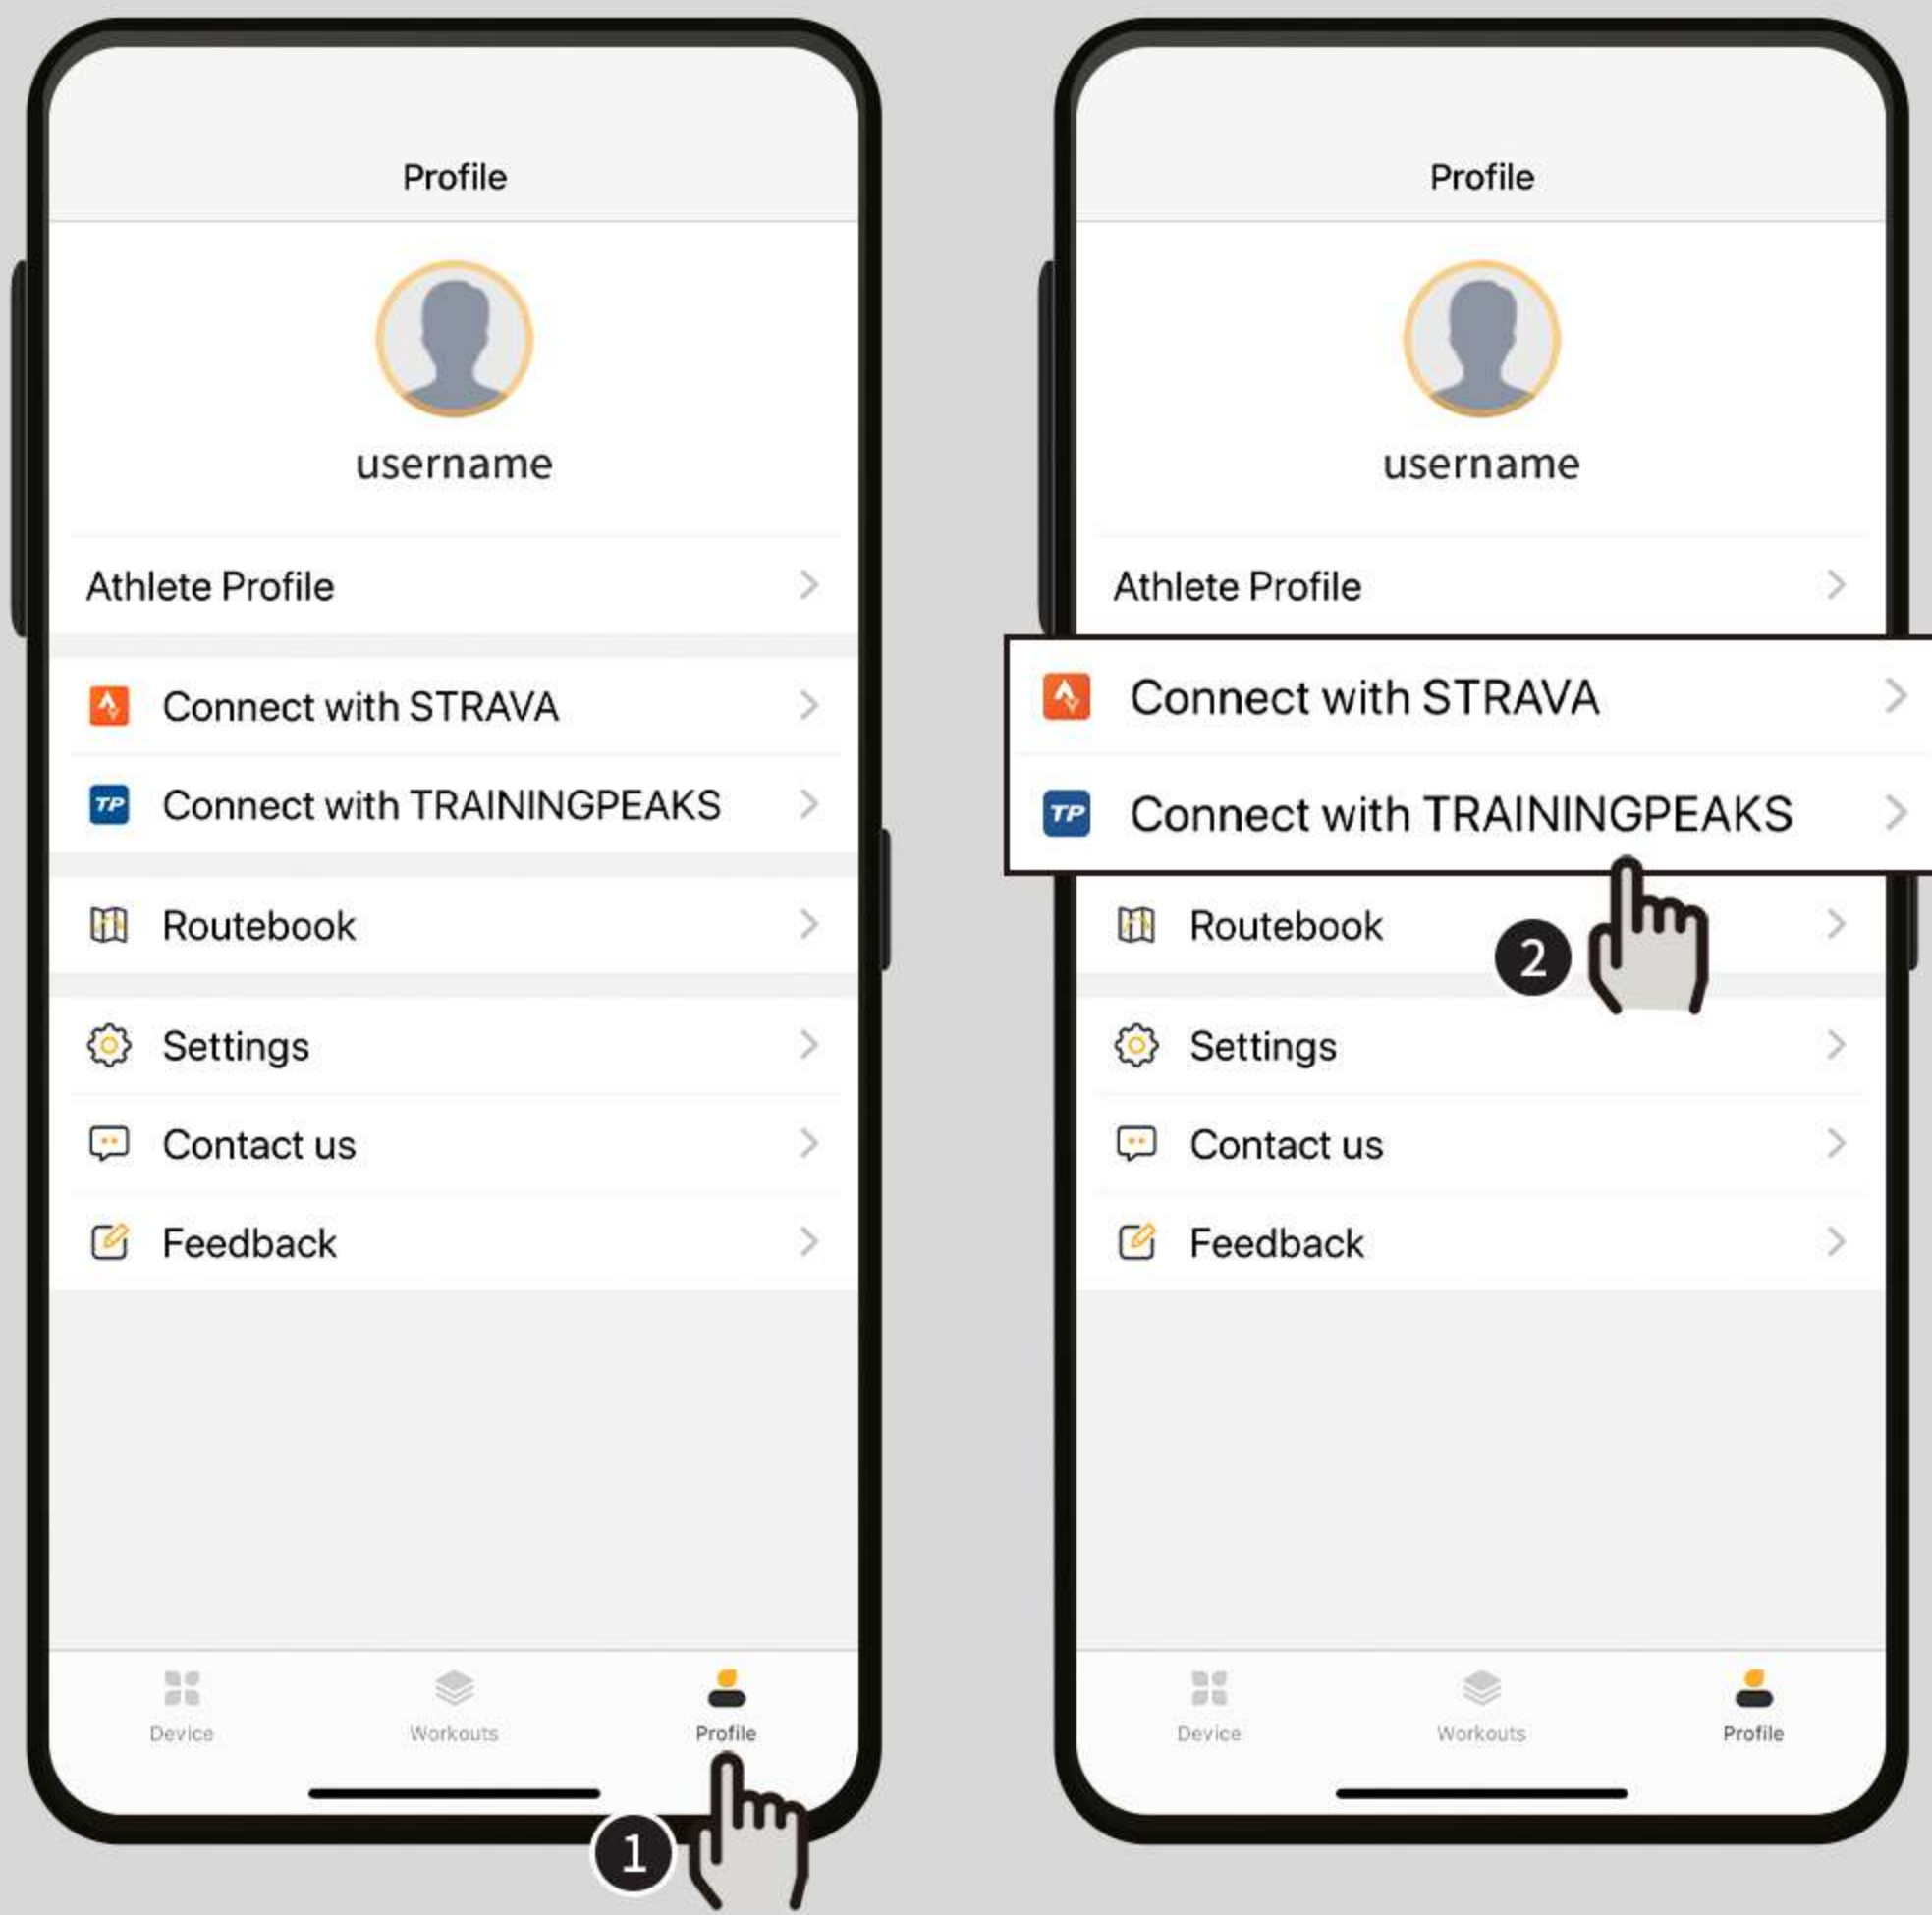 Profile
username
Athlete Profile
Connect with STRAVA
TP Connect with TRAININGPEAKS
Routebook
Settings
Contact us
Feedback
Device Workouts Profile
1
Profile
username
Athlete Profile
Connect with STRAVA
TP Connect with TRAININGPEAKS
Routebook
2
Settings
Contact us
Feedback
Device Workouts Profile